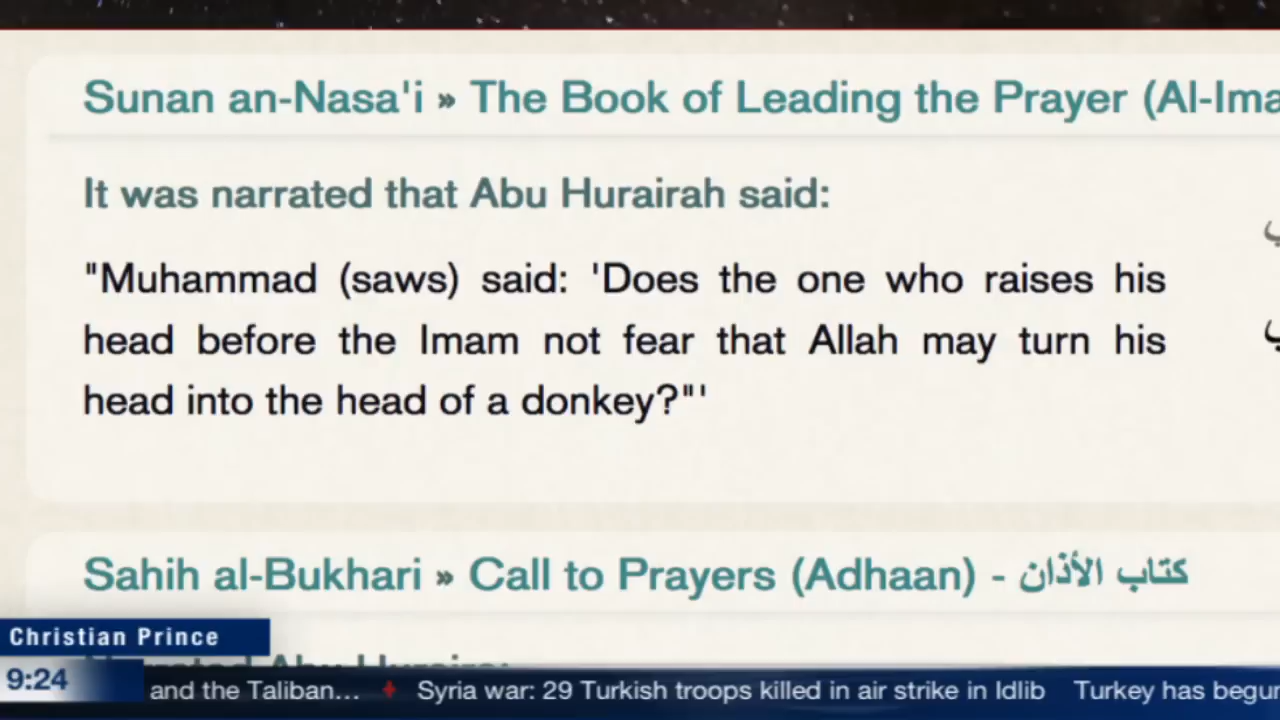 Sunan an-Nasa'i » The Book of Leading the Prayer (Al-Ima
It was narrated that Abu Hurairah said:
"Muhammad (saws) said: 'Does the one who raises his
head before the Imam not fear that Allah may turn his
head into the head of a donkey?"'
Sahih al-Bukhari » Call to Prayers (Adhaan) - كتاب الأذان
Christian Prince
9:24 and the Taliban... Syria war: 29 Turkish troops killed in air strike in Idlib Turkey has begun